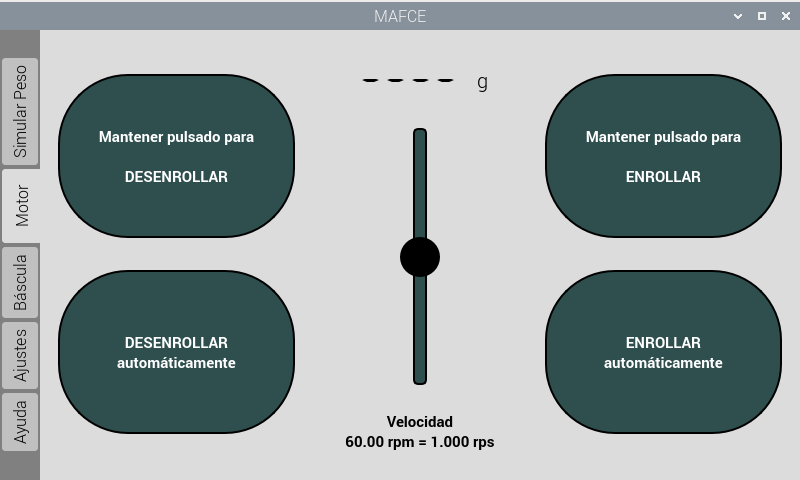 MAFCE
Simular Peso
Motor
Báscula
Ajustes
Ayuda
Mantener pulsado para
DESENROLLAR
DESENROLLAR
automáticamente
g
Velocidad
60.00 rpm = 1.000 rps
Mantener pulsado para
ENROLLAR
ENROLLAR
automáticamente